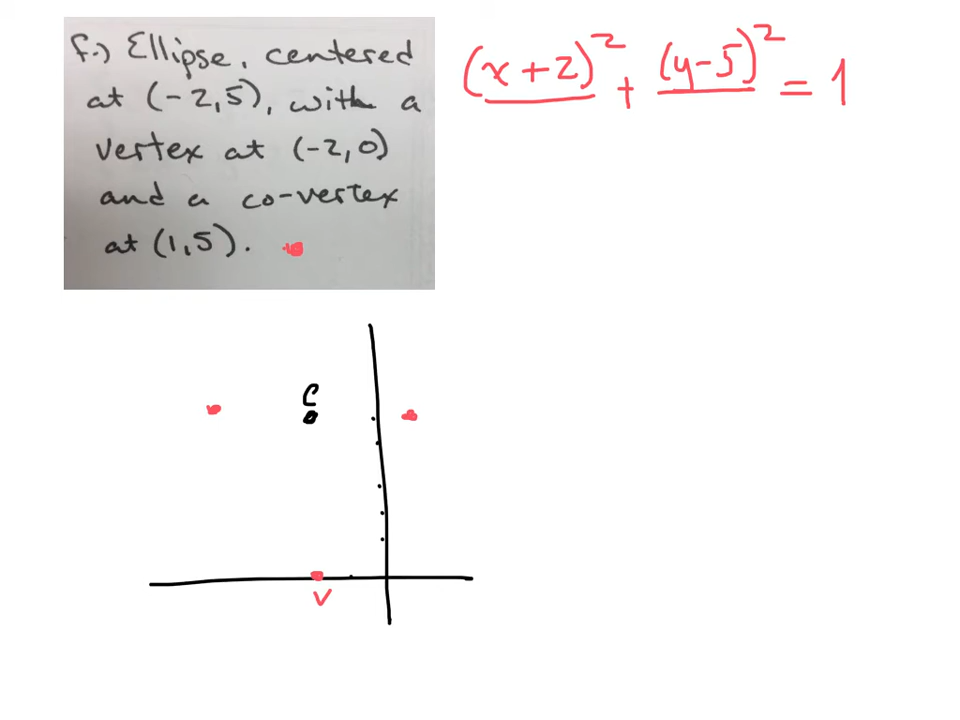 f.) Ellipse, centered
at (-2,5), with a
vertex at (-2,0)
and a co-vertex
at (1,5).
(x+2)² + (y-5)² = 1
C
V